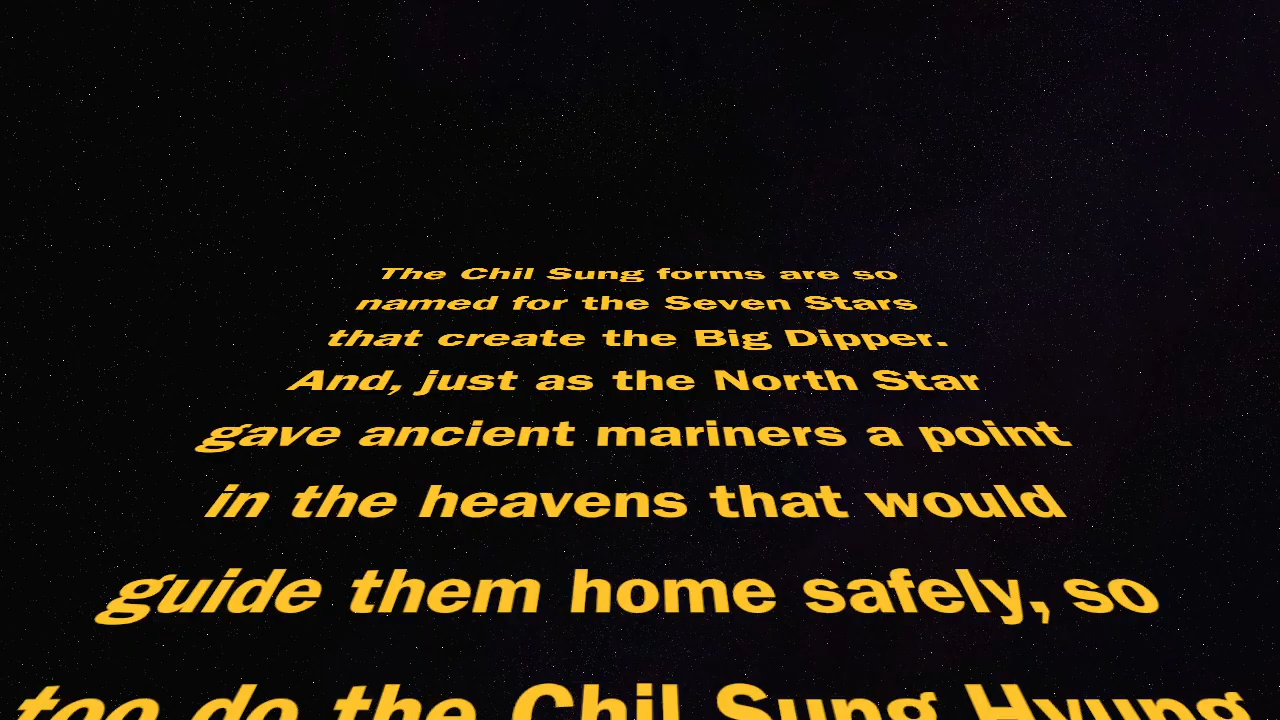 The Chil Sung forms are so
named for the Seven Stars
that create the Big Dipper.
And, just as the North Star
gave ancient mariners a point
in the heavens that would
guide them home safely, so
too do the Chil Sung Hyung